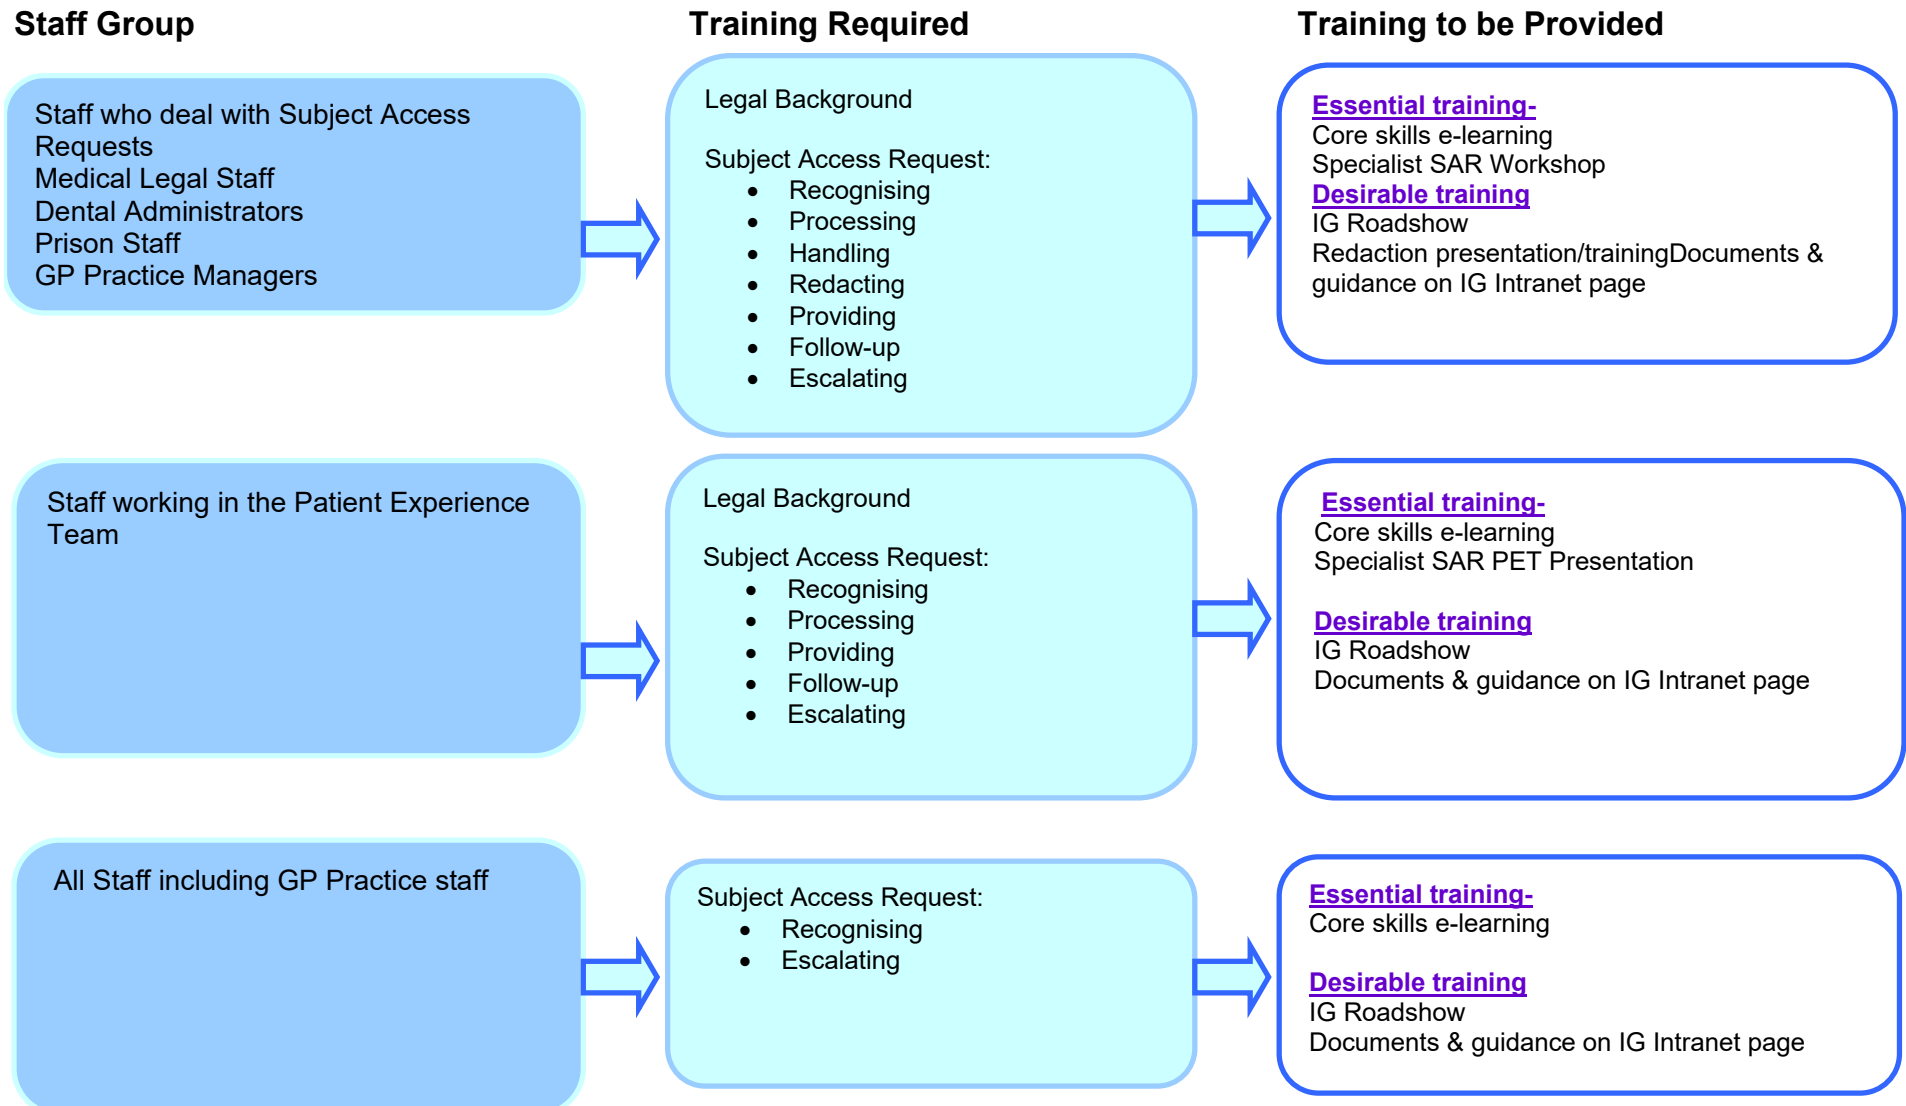 Staff Group
Training Required
Training to be Provided
Staff who deal with Subject Access
Requests
Medical Legal Staff
Dental Administrators
Prison Staff
GP Practice Managers
Legal Background
Subject Access Request:
• Recognising
• Processing
• Handling
• Redacting
• Providing
• Follow-up
• Escalating
Essential training-
Core skills e-learning
Specialist SAR Workshop
Desirable training
IG Roadshow
Redaction presentation/trainingDocuments &
guidance on IG Intranet page
Staff working in the Patient Experience
Team
Legal Background
Subject Access Request:
• Recognising
• Processing
• Providing
• Follow-up
• Escalating
Essential training-
Core skills e-learning
Specialist SAR PET Presentation
Desirable training
IG Roadshow
Documents & guidance on IG Intranet page
All Staff including GP Practice staff
Subject Access Request:
• Recognising
• Escalating
Essential training-
Core skills e-learning
Desirable training
IG Roadshow
Documents & guidance on IG Intranet page